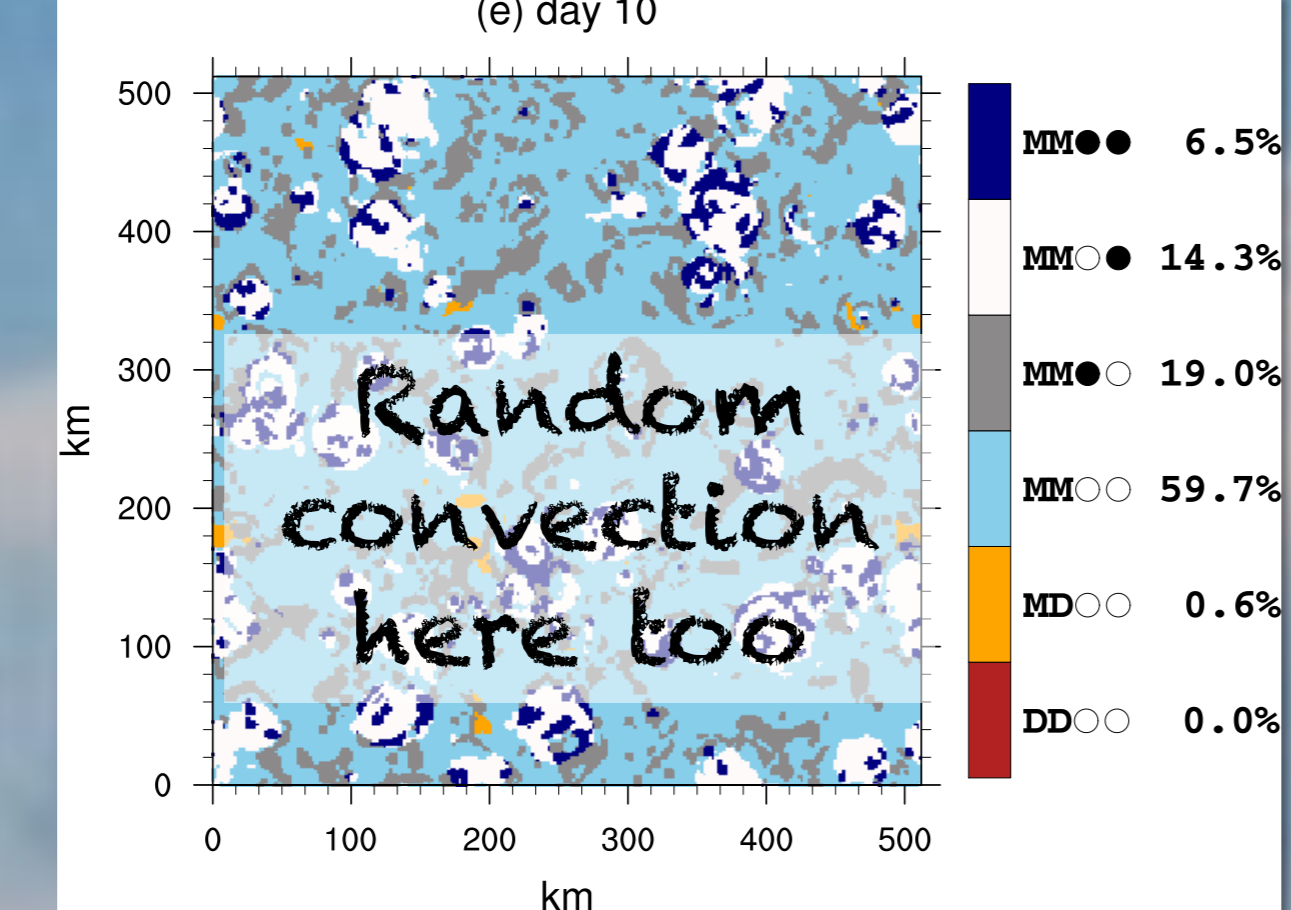 (e) day 10
500
400
300
200
100
0
km
0 100 200 300 400 500
km
Random
convection
here too
MM●● 6.5%
MM○● 14.3%
MM●○ 19.0%
MM○○ 59.7%
MD○○ 0.6%
DD○○ 0.0%